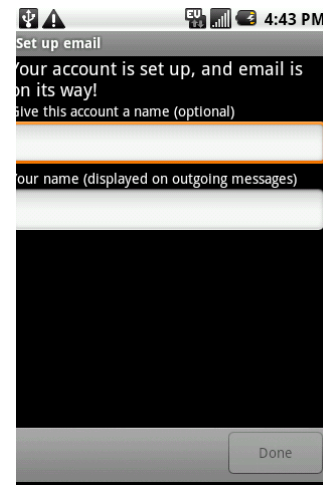 EV 4:43 PM
Set up email
Your account is set up, and email is
on its way!
Give this account a name (optional)
Your name (displayed on outgoing messages)
Done